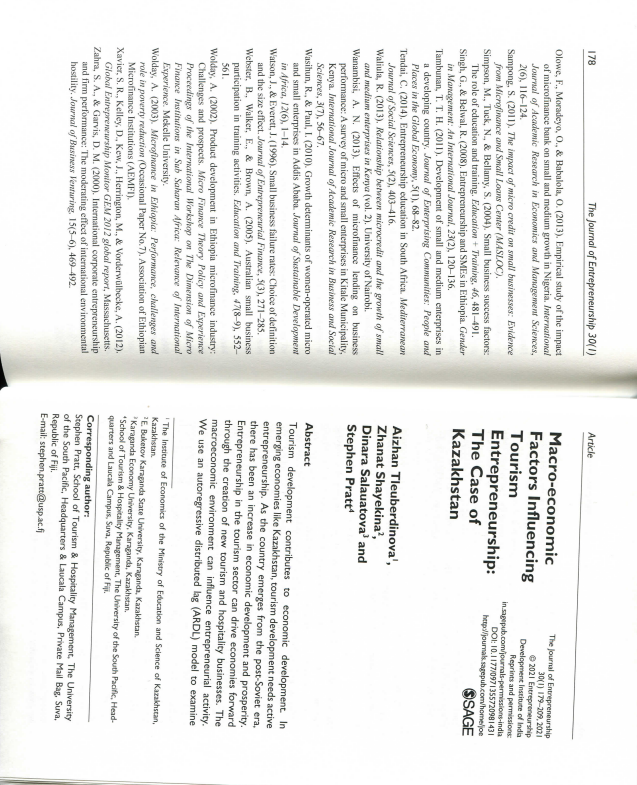 178
The Journal of Entrepreneurship 30(1)
Olowe, F., Moradeyo, O., & Babalola, O. (2013). Empirical study of the impact
of microfinance bank on small and medium growth in Nigeria. International
Journal of Academic Research in Economics and Management Sciences,
2(6), 116–124.
Sampong, S. (2011). The impact of micro credit on small businesses: Evidence
from Microfinance and Small Loans Center (MASLOC).
Simpson, M., Tuck, N., & Bellamy, S. (2004). Small business success factors:
The role of education and training. Education + Training, 46, 481–491.
Singh, G., & Belwal, R. (2008). Entrepreneurship and SMEs in Ethiopia. Gender
in Management: An International Journal, 23(2), 120–136.
Tambunan, T. T. H. (2011). Development of small and medium enterprises in
a developing country. Journal of Enterprising Communities: People and
Places in the Global Economy, 5(1), 68–82.
Tendai, C. (2014). Entrepreneurship education in South Africa. Mediterranean
Journal of Social Sciences, 5(2), 403–416.
Waliaula, R. (2013). Relationship between microcredit and the growth of small
and medium enterprises in Kenya (vol. 2). University of Nairobi.
Wanambisi, A. N. (2013). Effects of microfinance lending on business
performance: A survey of micro and small enterprises in Kitale Municipality,
Kenya. International Journal of Academic Research in Business and Social
Sciences, 3(7), 56–67.
Wasihun, R., & Paul, I. (2010). Growth determinants of women-operated micro
and small enterprises in Addis Ababa. Journal of Sustainable Development
in Africa, 12(6), 1–14.
Watson, J., & Everett, J. (1996). Small business failure rates: Choice of definition
and the size effect. Journal of Entrepreneurial Finance, 5(3), 271–285.
Webster, B., Walker, E., & Brown, A. (2005). Australian small business
participation in training activities. Education and Training, 47(8–9), 552–
561.
Wolday, A. (2002). Product development in Ethiopia microfinance industry:
Challenges and prospects. Micro Finance Theory Policy and Experience
Proceedings of the International Workshop on The Dimension of Micro
Finance Institutions in Sub Saharan Africa: Relevance of International
Experience. Mekelle University.
Wolday, A. (2003). Microfinance in Ethiopia: Performance, challenges and
role in poverty reduction (Occasional Paper No.7). Association of Ethiopian
Microfinance Institutions (AEMFI).
Xavier, S. R., Kelley, D., Kew, J., Herrington, M., & Vorderwülbecke, A. (2012).
Global Entrepreneurship Monitor GEM 2012 global report, Massachusetts.
Zahra, S. A., & Garvis, D. M. (2000). International corporate entrepreneurship
and firm performance: The moderating effect of international environmental
hostility. Journal of Business Venturing, 15(5–6), 469–492.
Article
Macro-economic
Factors Influencing
Tourism
Entrepreneurship:
The Case of
Kazakhstan
The Journal of Entrepreneurship
30(1) 179–209, 2021
© 2021 Entrepreneurship
Development Institute of India
Reprints and permissions:
in.sagepub.com/journals-permissions-india
DOI: 10.1177/0971355720981431
http://journals.sagepub.com/home/joe
SAGE
Aizhan Tleuberdinova¹,
Zhanat Shayekina²,
Dinara Salauatova³ and
Stephen Pratt⁴
Abstract
Tourism development contributes to economic development. In
emerging economies like Kazakhstan, tourism development needs active
entrepreneurship. As the country emerges from the post-Soviet era,
there has been an increase in economic development and prosperity.
Entrepreneurship in the tourism sector can drive economies forward
through the creation of new tourism and hospitality businesses. The
macroeconomic environment can influence entrepreneurial activity.
We use an autoregressive distributed lag (ARDL) model to examine
¹ The Institute of Economics of the Ministry of Education and Science of Kazakhstan,
Kazakhstan.
² E. Buketov Karaganda State University, Karaganda, Kazakhstan.
³ Karaganda Economy University, Karaganda, Kazakhstan.
⁴ School of Tourism & Hospitality Management, The University of the South Pacific, Head-
quarters and Laucala Campus, Suva, Republic of Fiji.
Corresponding author:
Stephen Pratt, School of Tourism & Hospitality Management, The University
of the South Pacific, Headquarters & Laucala Campus, Private Mail Bag, Suva,
Republic of Fiji.
E-mail: stephen.pratt@usp.ac.fj